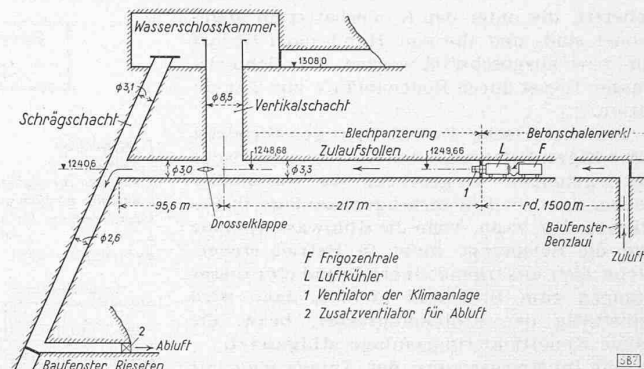 Wasserschlosskammer
1308,0
φ3,1
φ8,5
Vertikalschacht
Schrägschacht
Blechpanzerung
Betonschalenverkl.
Zulaufstollen
L
F
1240,6
1248,68
1249,66
φ3,0
φ3,3
1
95,6 m
217 m
rd. 1500 m
Drosselklappe
Baufenster
Benzlaui
Zuluft
φ2,6
F Frigozentrale
L Luftkühler
1 Ventilator der Klimaanlage
2 Zusatzventilator für Abluft
2
Abluft
Baufenster Rieseten
587